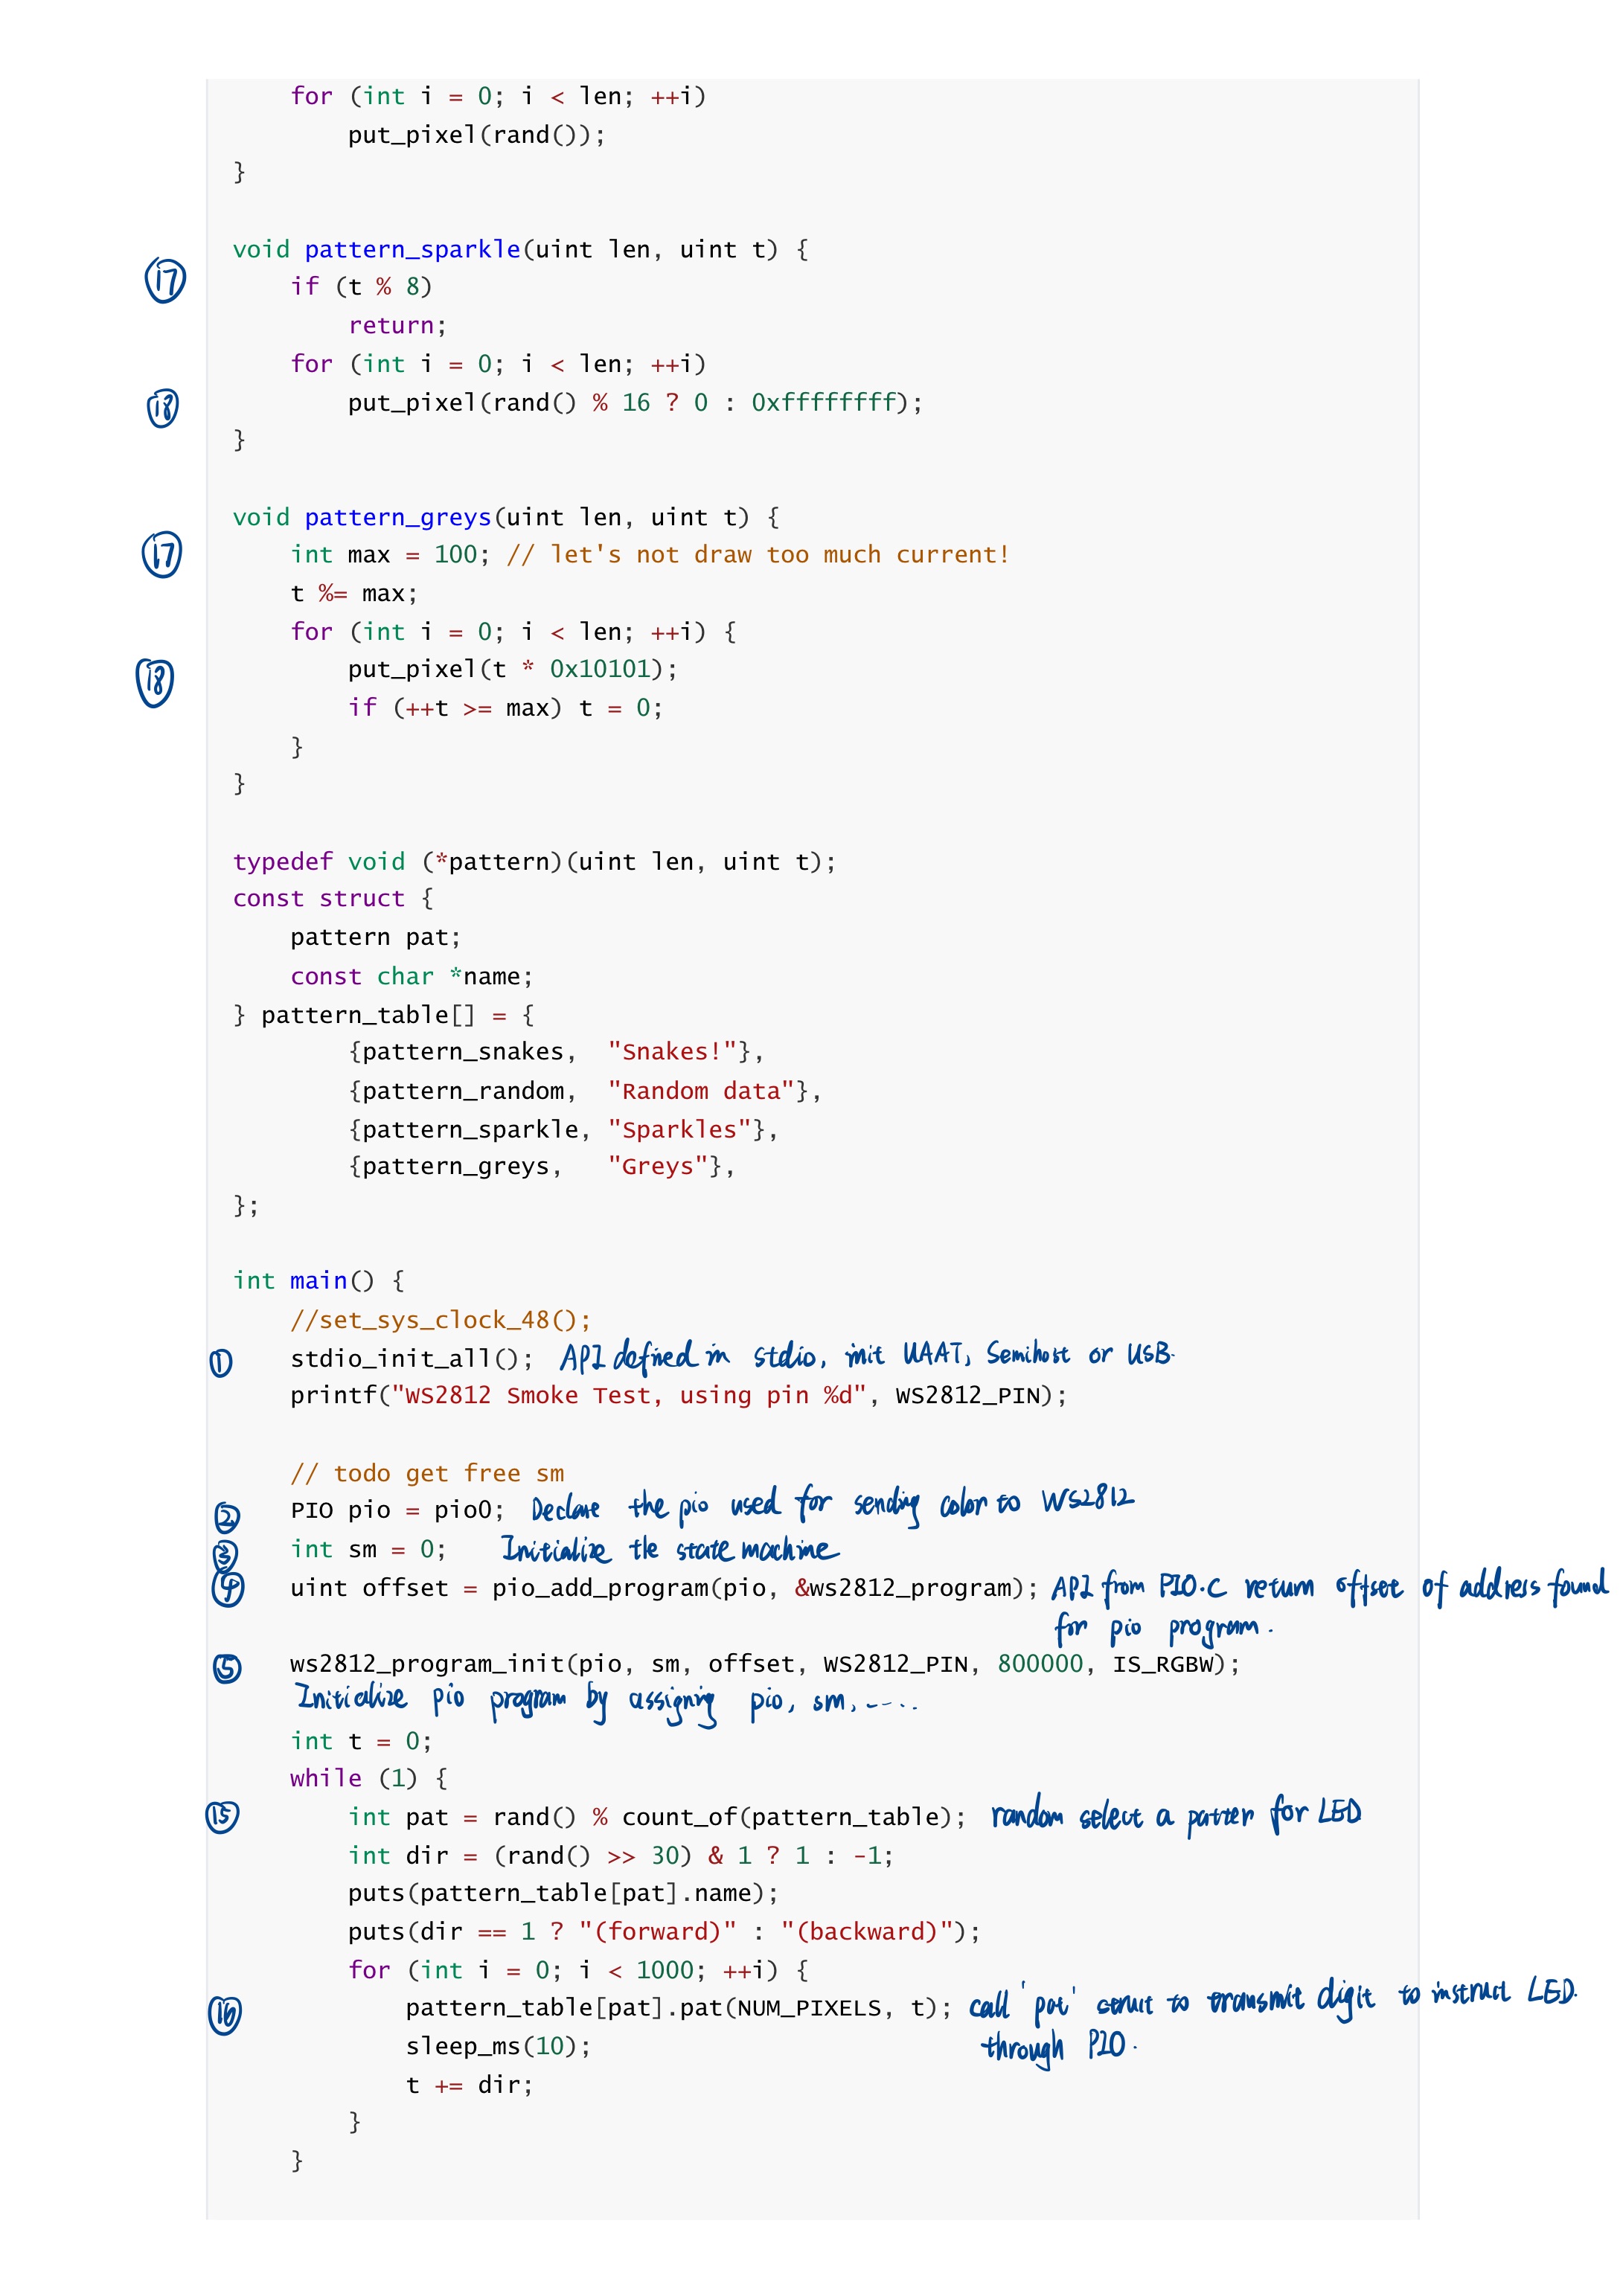 for (int i = 0; i < len; ++i)
put_pixel(rand());
}
void pattern_sparkle(uint len, uint t) {
17 if (t % 8)
return;
for (int i = 0; i < len; ++i)
18 put_pixel(rand() % 16 ? 0 : 0xffffffff);
}
void pattern_greys(uint len, uint t) {
17 int max = 100; // let's not draw too much current!
t %= max;
for (int i = 0; i < len; ++i) {
18 put_pixel(t * 0x10101);
if (++t >= max) t = 0;
}
}
typedef void (*pattern)(uint len, uint t);
const struct {
pattern pat;
const char *name;
} pattern_table[] = {
{pattern_snakes, "Snakes!"},
{pattern_random, "Random data"},
{pattern_sparkle, "Sparkles"},
{pattern_greys, "Greys"},
};
int main() {
//set_sys_clock_48();
1 stdio_init_all(); API defined in stdio, init UAAT, Semihost or USB.
printf("WS2812 Smoke Test, using pin %d", WS2812_PIN);
// todo get free sm
2 PIO pio = pio0; Declare the pio used for sending color to WS2812
3 int sm = 0; Initialize the state machine
4 uint offset = pio_add_program(pio, &ws2812_program); API from PIO.C return offset of address found
for pio program.
5 ws2812_program_init(pio, sm, offset, WS2812_PIN, 800000, IS_RGBW);
Initialize pio program by assigning pio, sm, ----.
int t = 0;
while (1) {
15 int pat = rand() % count_of(pattern_table); random select a patter for LED
int dir = (rand() >> 30) & 1 ? 1 : -1;
puts(pattern_table[pat].name);
puts(dir == 1 ? "(forward)" : "(backward)");
for (int i = 0; i < 1000; ++i) {
16 pattern_table[pat].pat(NUM_PIXELS, t); call 'pat' struct to transmit digit to instruct LED.
sleep_ms(10); through PIO.
t += dir;
}
}